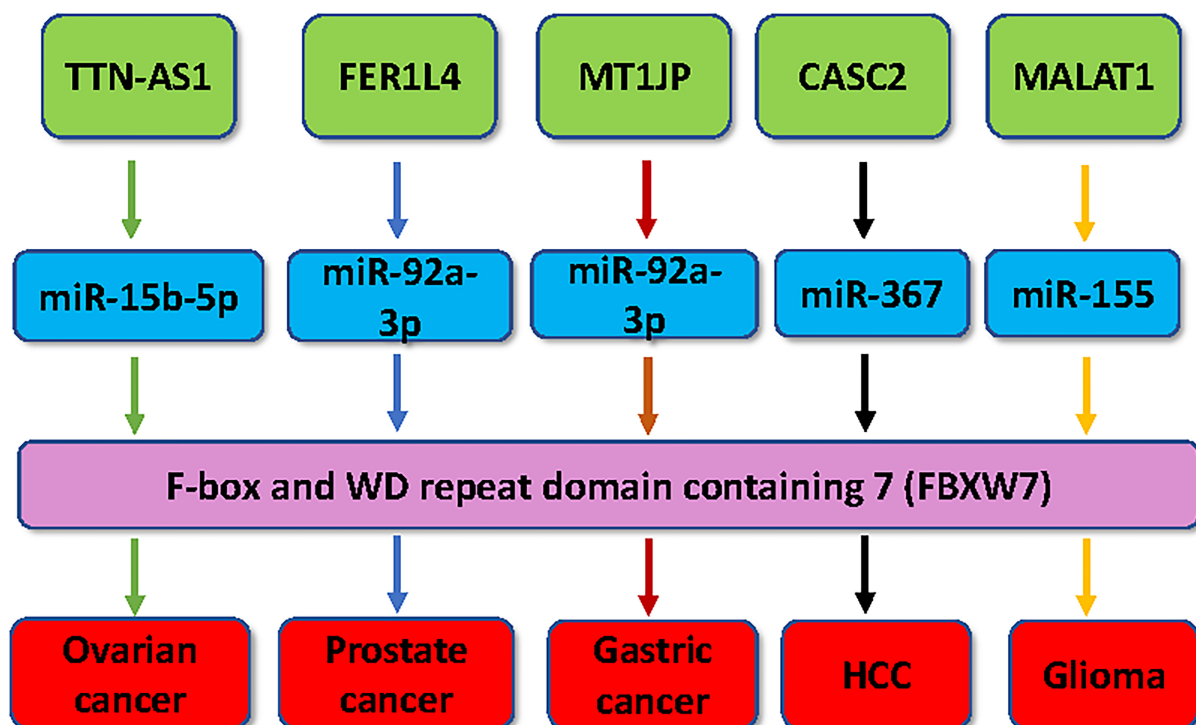 TTN-AS1
FER1L4
MT1JP
CASC2
MALAT1
miR-15b-5p
miR-92a-
3p
miR-92a-
3p
miR-367
miR-155
F-box and WD repeat domain containing 7 (FBXW7)
Ovarian
cancer
Prostate
cancer
Gastric
cancer
HCC
Glioma